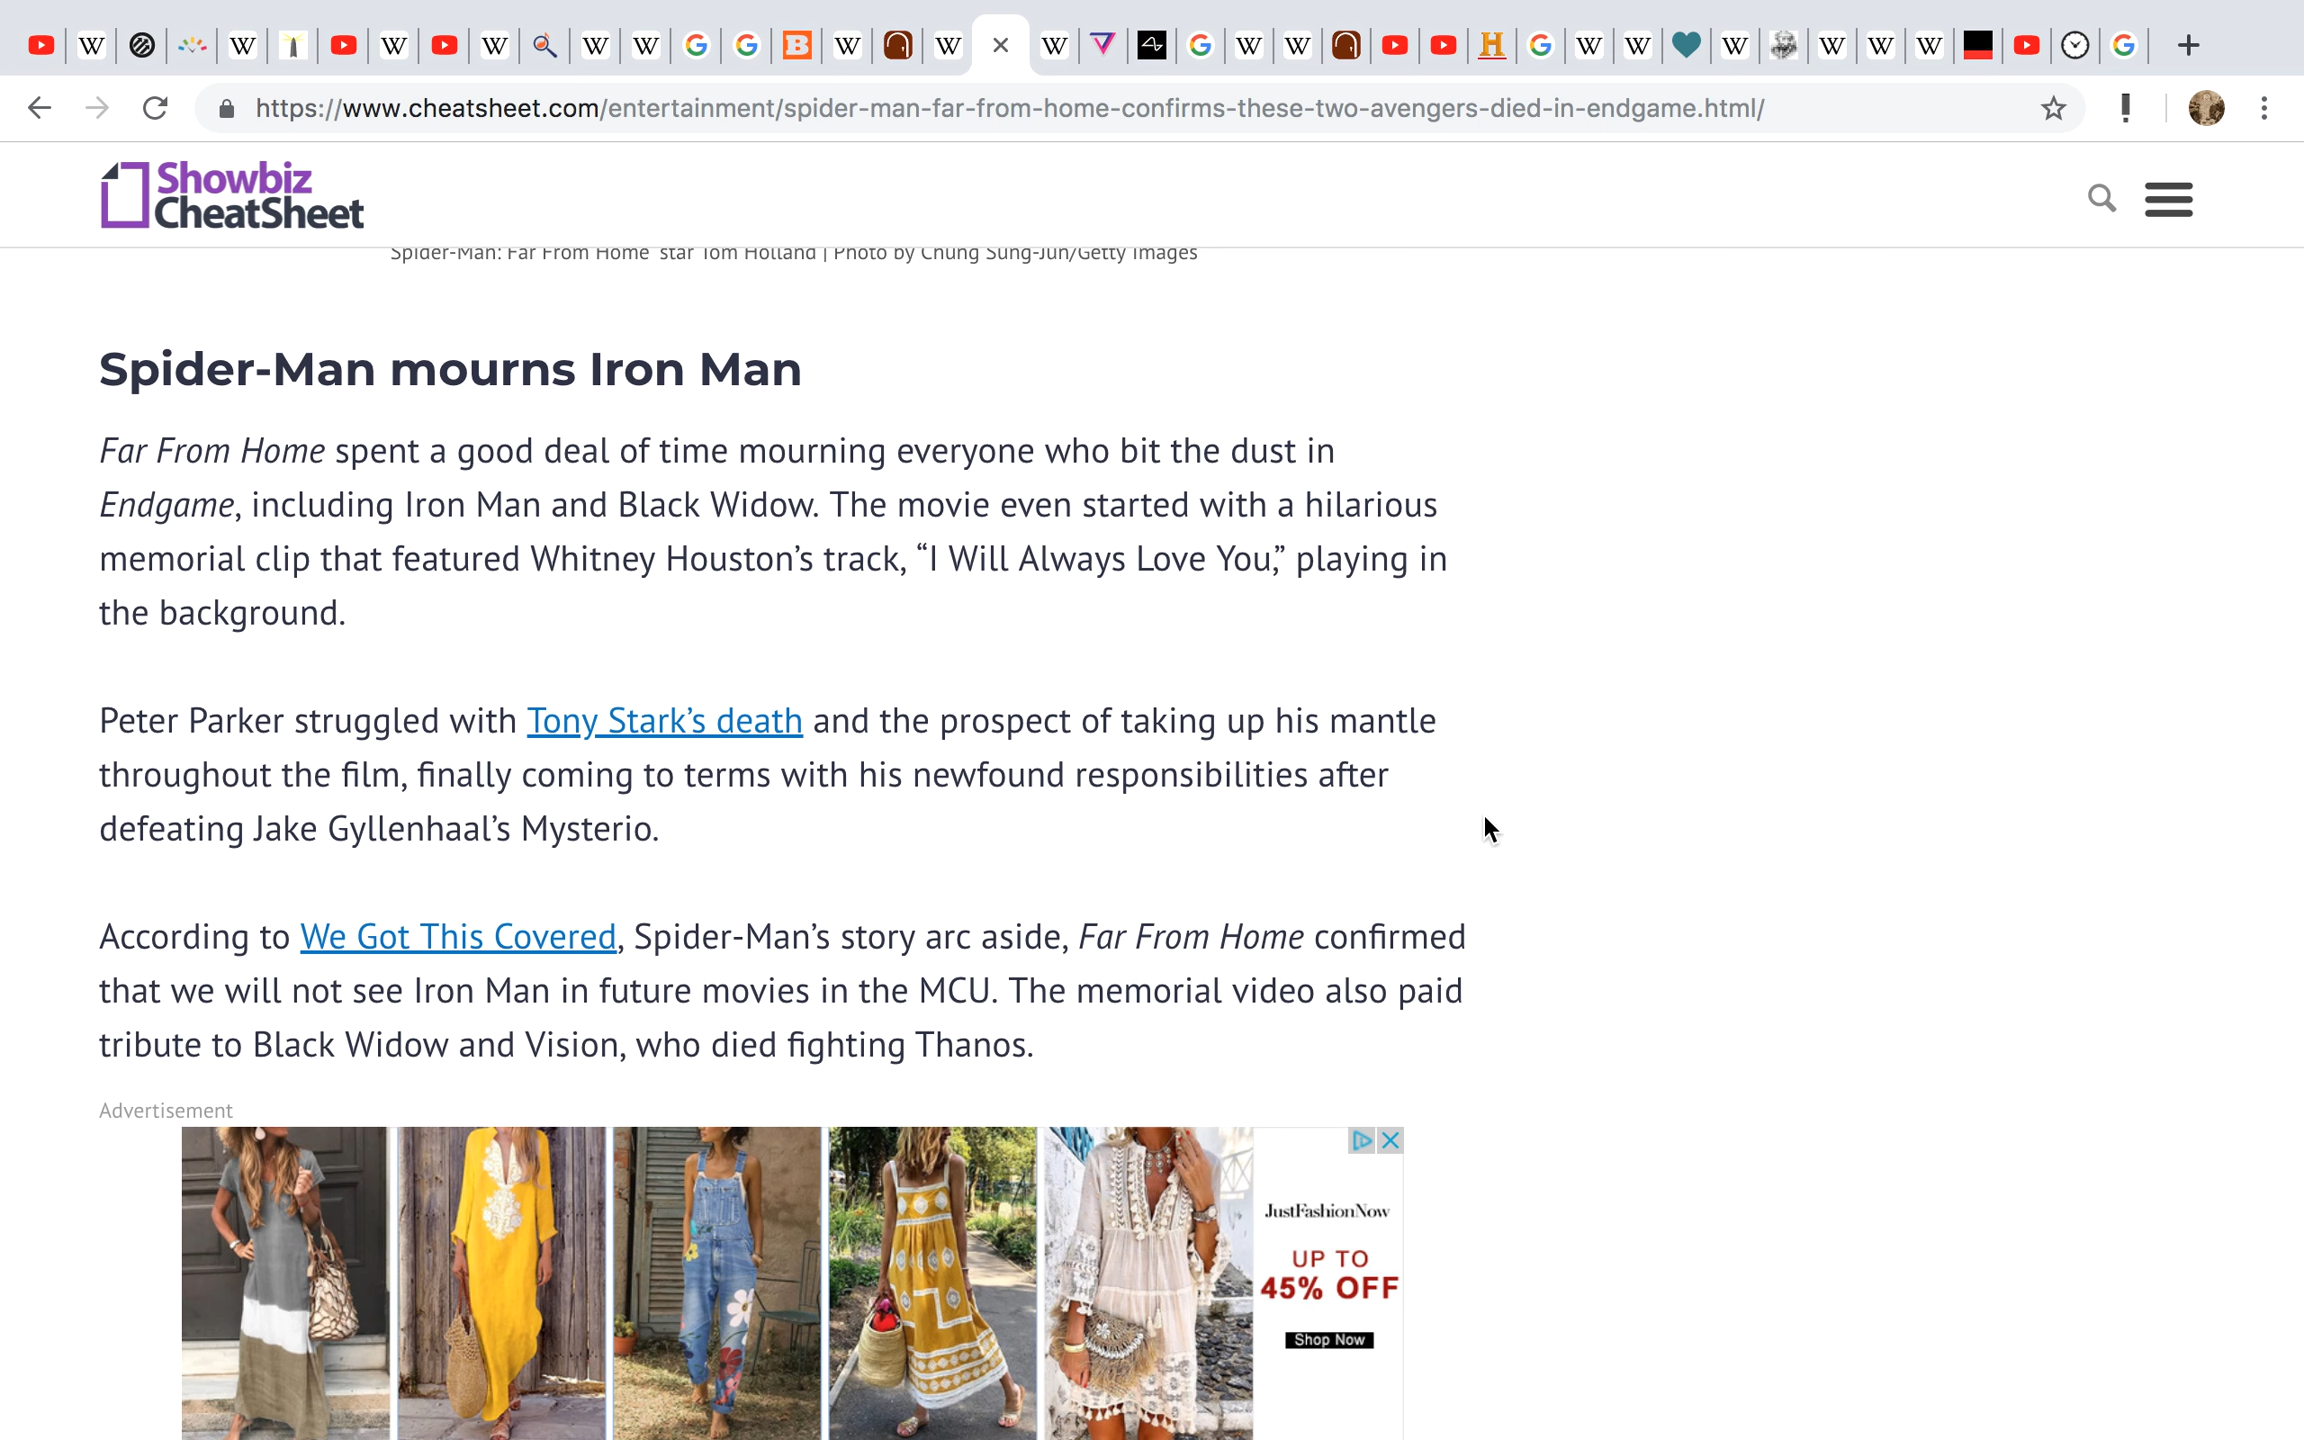 https://www.cheatsheet.com/entertainment/spider-man-far-from-home-confirms-these-two-avengers-died-in-endgame.html/
Showbiz
CheatSheet
Spider-Man: Far From Home' star Tom Holland | Photo by Chung Sung-Jun/Getty Images
Spider-Man mourns Iron Man
Far From Home spent a good deal of time mourning everyone who bit the dust in
Endgame, including Iron Man and Black Widow. The movie even started with a hilarious
memorial clip that featured Whitney Houston’s track, “I Will Always Love You,” playing in
the background.
Peter Parker struggled with Tony Stark’s death and the prospect of taking up his mantle
throughout the film, finally coming to terms with his newfound responsibilities after
defeating Jake Gyllenhaal’s Mysterio.
According to We Got This Covered, Spider-Man’s story arc aside, Far From Home confirmed
that we will not see Iron Man in future movies in the MCU. The memorial video also paid
tribute to Black Widow and Vision, who died fighting Thanos.
Advertisement
JustFashionNow
UP TO
45% OFF
Shop Now